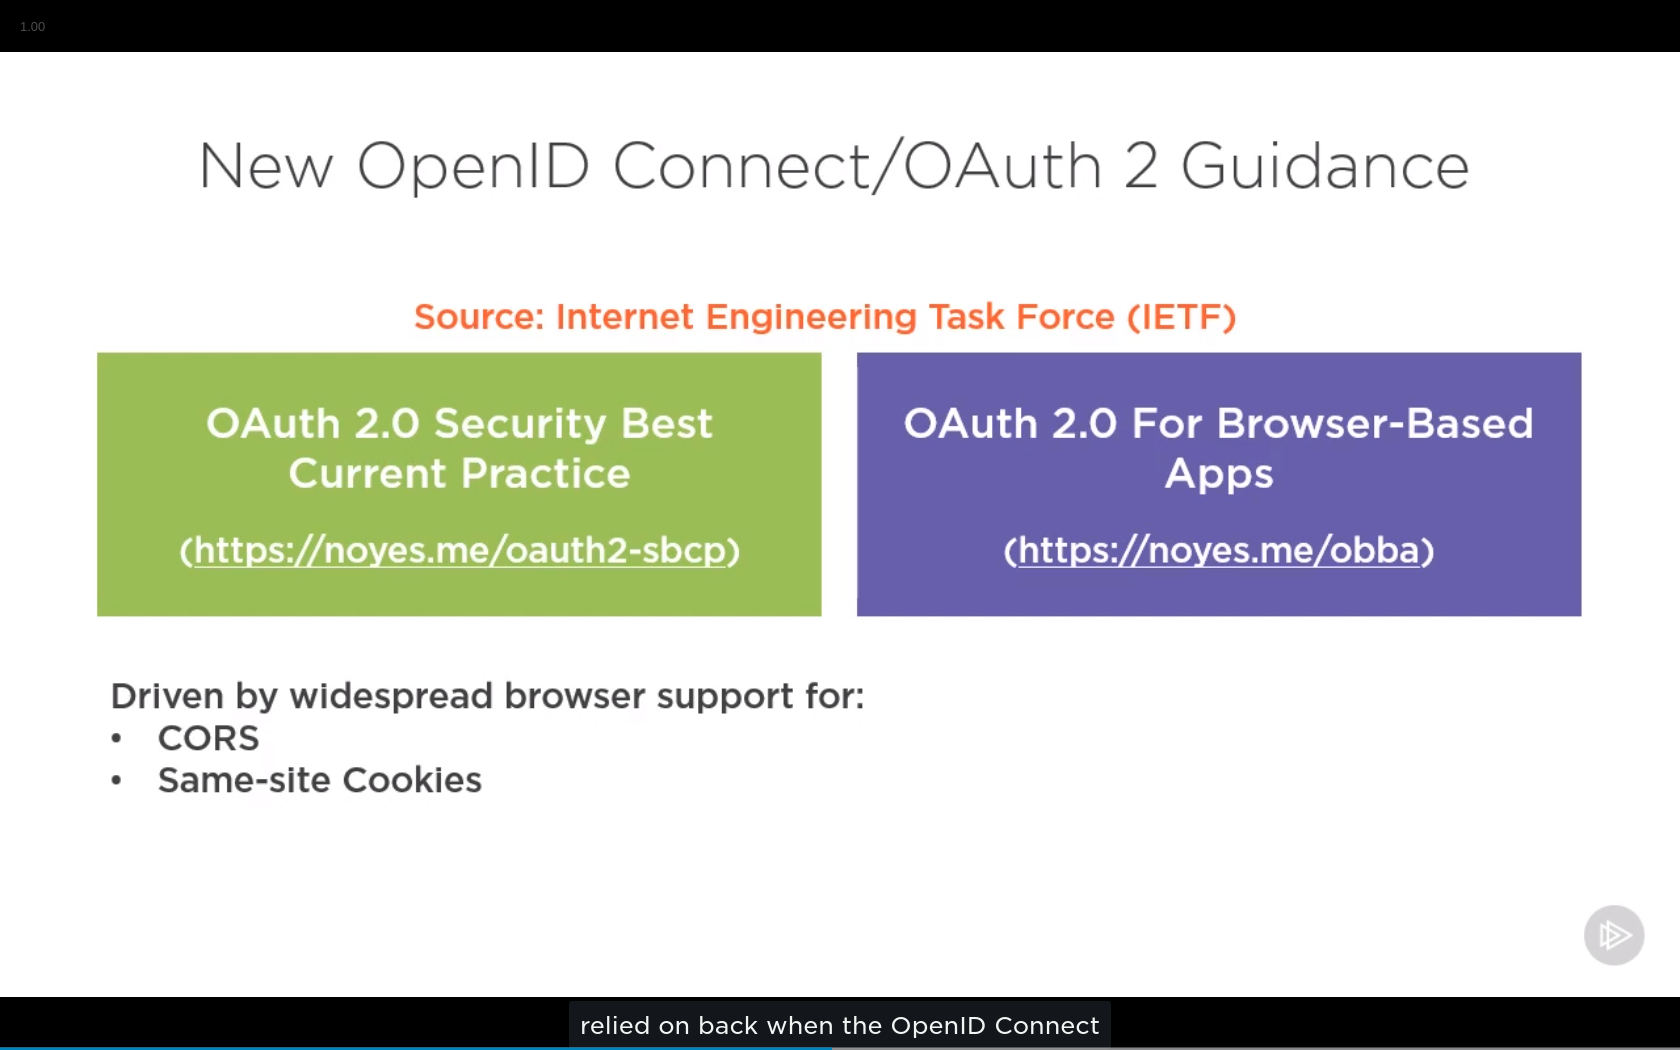 1.00
New OpenID Connect/OAuth 2 Guidance
Source: Internet Engineering Task Force (IETF)
OAuth 2.0 Security Best
Current Practice
(https://noyes.me/oauth2-sbcp)
OAuth 2.0 For Browser-Based
Apps
(https://noyes.me/obba)
Driven by widespread browser support for:
• CORS
• Same-site Cookies
relied on back when the OpenID Connect